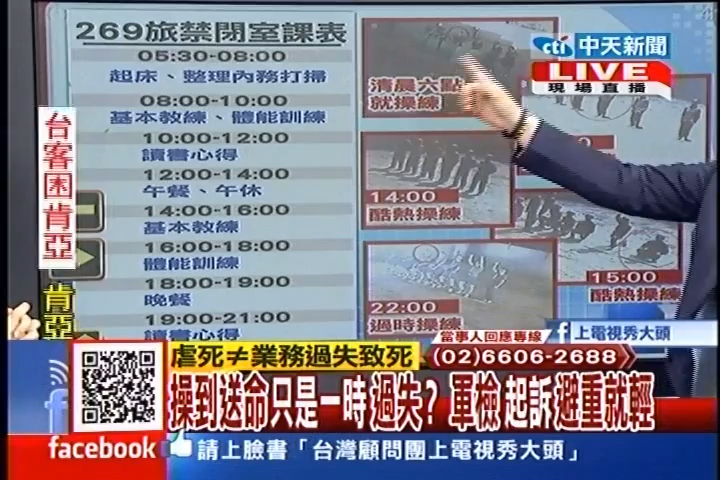 269旅禁閉室課表
05:30-08:00
起床、整理內務打掃
08:00-10:00
基本教練、體能訓練
10:00-12:00
讀書心得
12:00-14:00
午餐、午休
14:00-16:00
基本教練
16:00-18:00
體能訓練
18:00-19:00
晚餐
19:00-21:00
讀書心得
清晨六點
就操練
14:00
酷熱操練
15:00
酷熱操練
22:00
過時操練
cti 中天新聞
LIVE
現場直播
台客困肯亞
肯亞
當事人回應專線
f 上電視秀大頭
虐死≠業務過失致死
(02)6606-2688
操到送命只是一時過失? 軍檢起訴避重就輕
facebook
請上臉書「台灣顧問團上電視秀大頭」